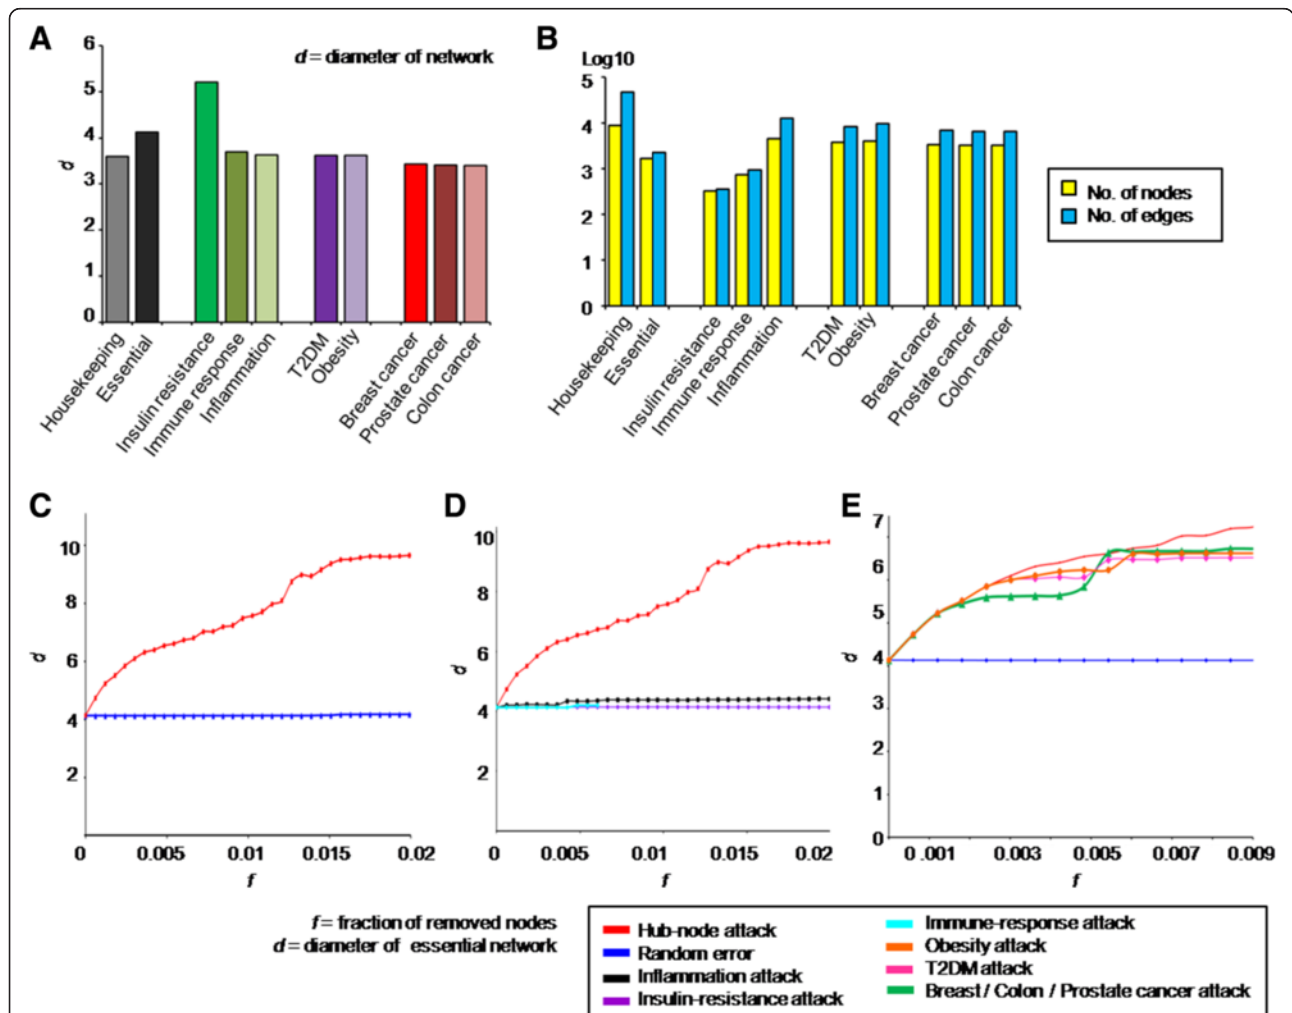 A
6
5
4
3
2
1
0
d
d = diameter of network
Housekeeping
Essential
Insulin resistance
Immune response
Inflammation
T2DM
Obesity
Breast cancer
Prostate cancer
Colon cancer
B
Log10
5
4
3
2
1
0
Housekeeping
Essential
Insulin resistance
Immune response
Inflammation
T2DM
Obesity
Breast cancer
Prostate cancer
Colon cancer
No. of nodes
No. of edges
C
10
8
6
4
2
d
0 0.005 0.01 0.015 0.02
f
D
10
8
6
4
2
d
0 0.005 0.01 0.015 0.02
f
E
7
6
5
4
3
2
1
0
d
0 .001 0.003 0.005 0.007 0.009
f
f = fraction of removed nodes
d = diameter of essential network
Hub-node attack
Random error
Inflammation attack
Insulin-resistance attack
Immune-response attack
Obesity attack
T2DM attack
Breast / Colon / Prostate cancer attack